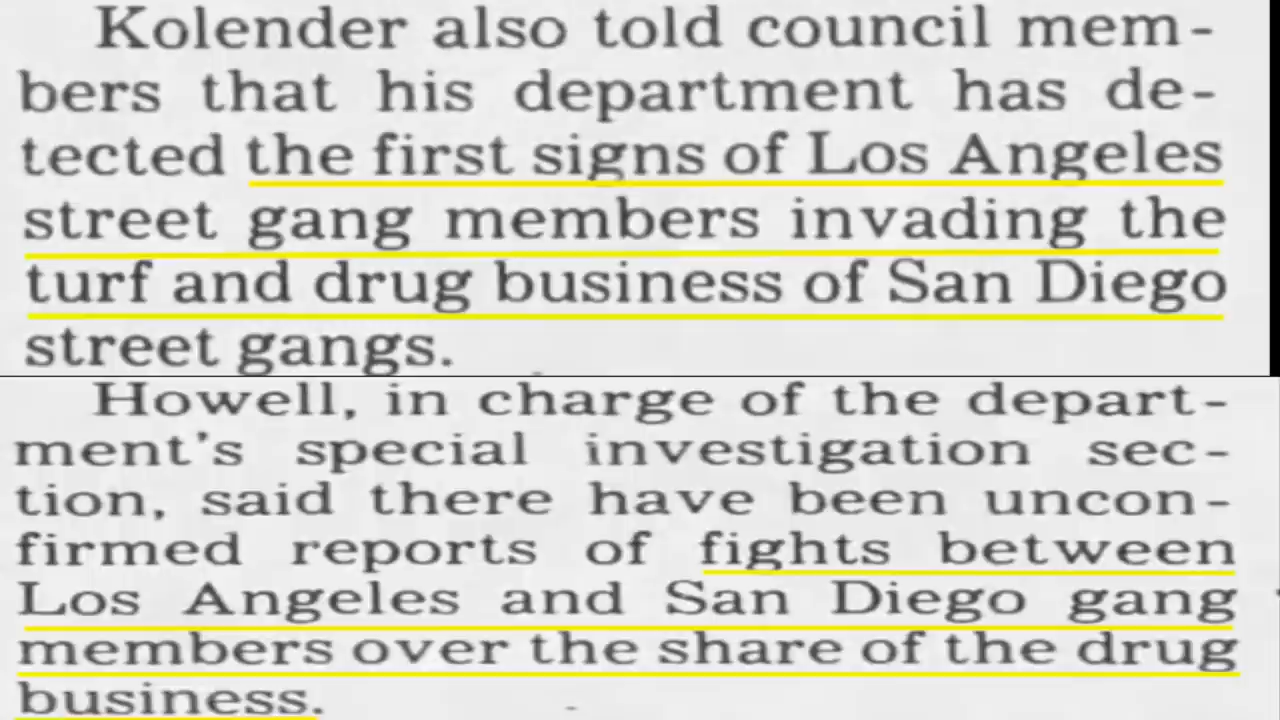 Kolender also told council mem-
bers that his department has de-
tected the first signs of Los Angeles
street gang members invading the
turf and drug business of San Diego
street gangs.
Howell, in charge of the depart-
ment's special investigation sec-
tion, said there have been uncon-
firmed reports of fights between
Los Angeles and San Diego gang
members over the share of the drug
business.